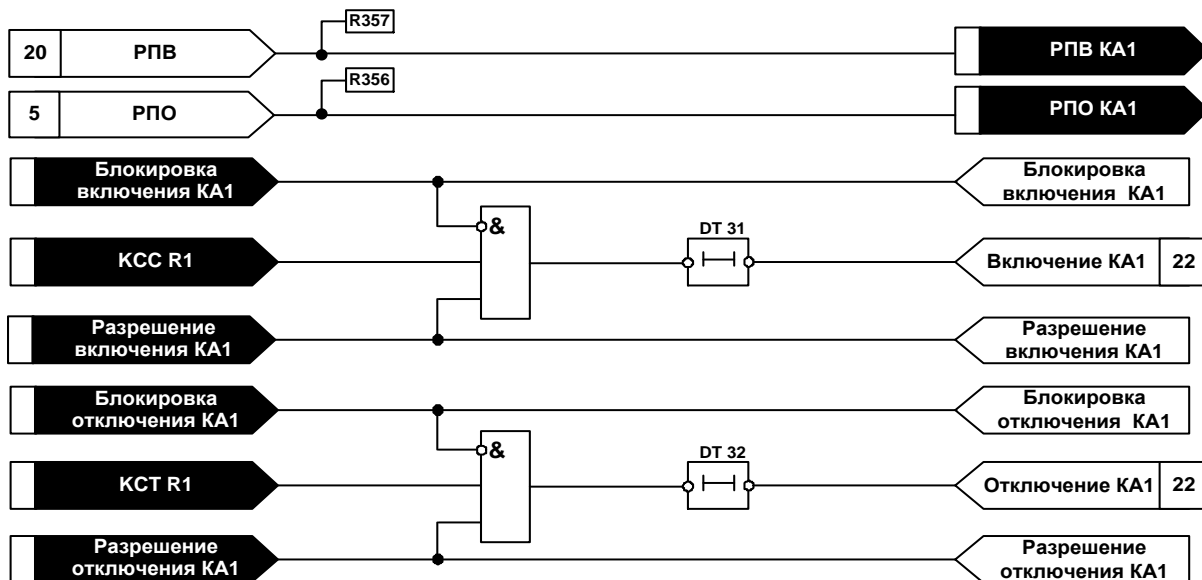 R357
20 РПВ
РПВ КА1
R356
5 РПО
РПО КА1
Блокировка
включения КА1
Блокировка
включения КА1
&
DT 31
KCC R1
Включение КА1 22
Разрешение
включения КА1
Разрешение
включения КА1
Блокировка
отключения КА1
Блокировка
отключения КА1
&
DT 32
KCT R1
Отключение КА1 22
Разрешение
отключения КА1
Разрешение
отключения КА1